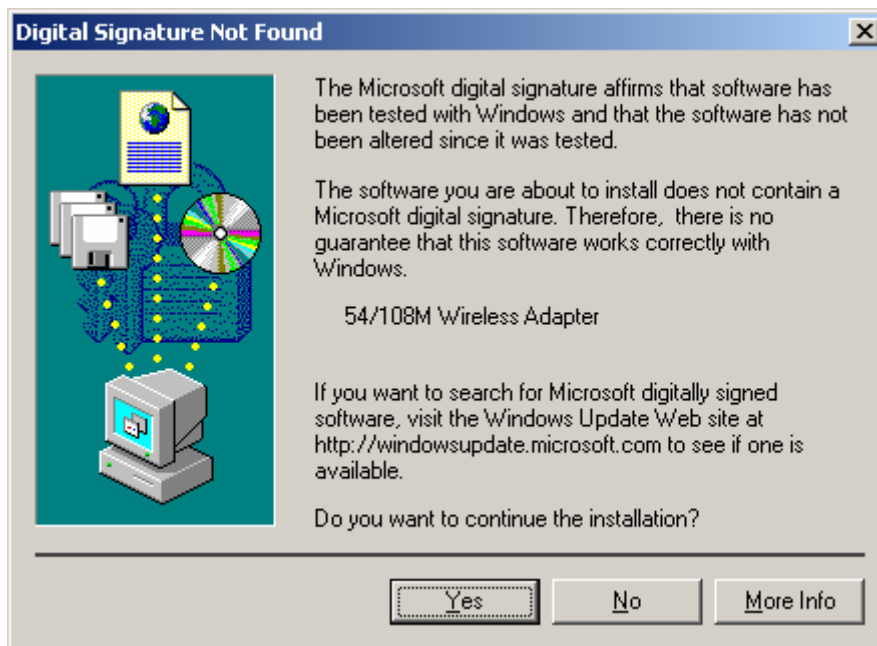 Digital Signature Not Found
The Microsoft digital signature affirms that software has
been tested with Windows and that the software has not
been altered since it was tested.
The software you are about to install does not contain a
Microsoft digital signature. Therefore,  there is no
guarantee that this software works correctly with
Windows.
54/108M Wireless Adapter
If you want to search for Microsoft digitally signed
software, visit the Windows Update Web site at
http://windowsupdate.microsoft.com to see if one is
available.
Do you want to continue the installation?
Yes No More Info